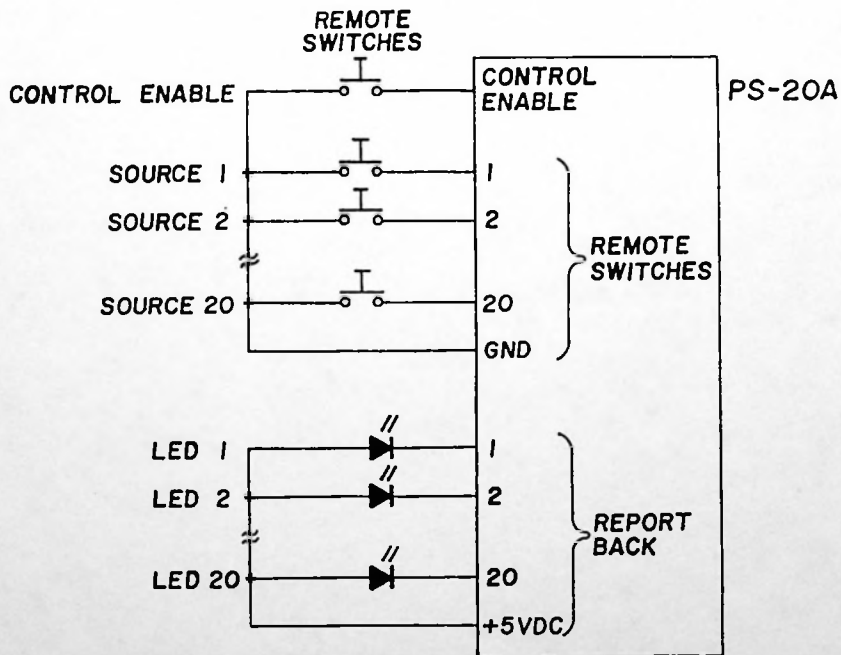 REMOTE
SWITCHES
CONTROL ENABLE
CONTROL
ENABLE
PS-20A
SOURCE 1
1
SOURCE 2
2
REMOTE
SWITCHES
SOURCE 20
20
GND
LED 1
1
LED 2
2
REPORT
BACK
LED 20
20
+5VDC